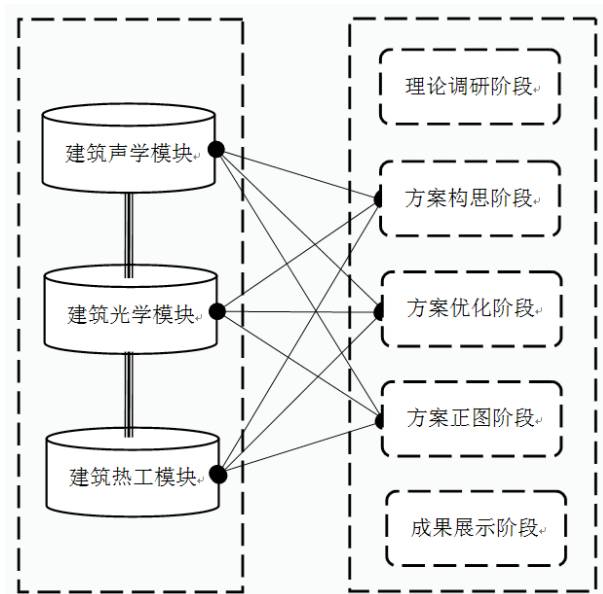 建筑声学模块
建筑光学模块
建筑热工模块
理论调研阶段
方案构思阶段
方案优化阶段
方案正图阶段
成果展示阶段